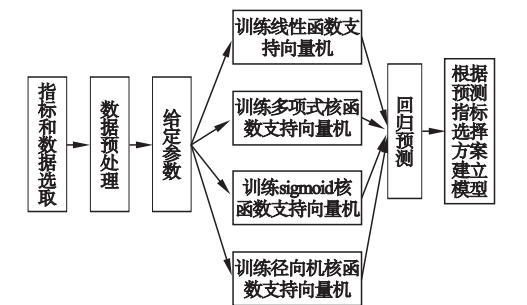 指标和数据选取
数据预处理
给定参数
训练线性函数支
持向量机
训练多项式核函
数支持向量机
训练sigmoid核
函数支持向量机
训练径向机核函
数支持向量机
回归预测
根据
预测
指标
选择
方案
建立
模型